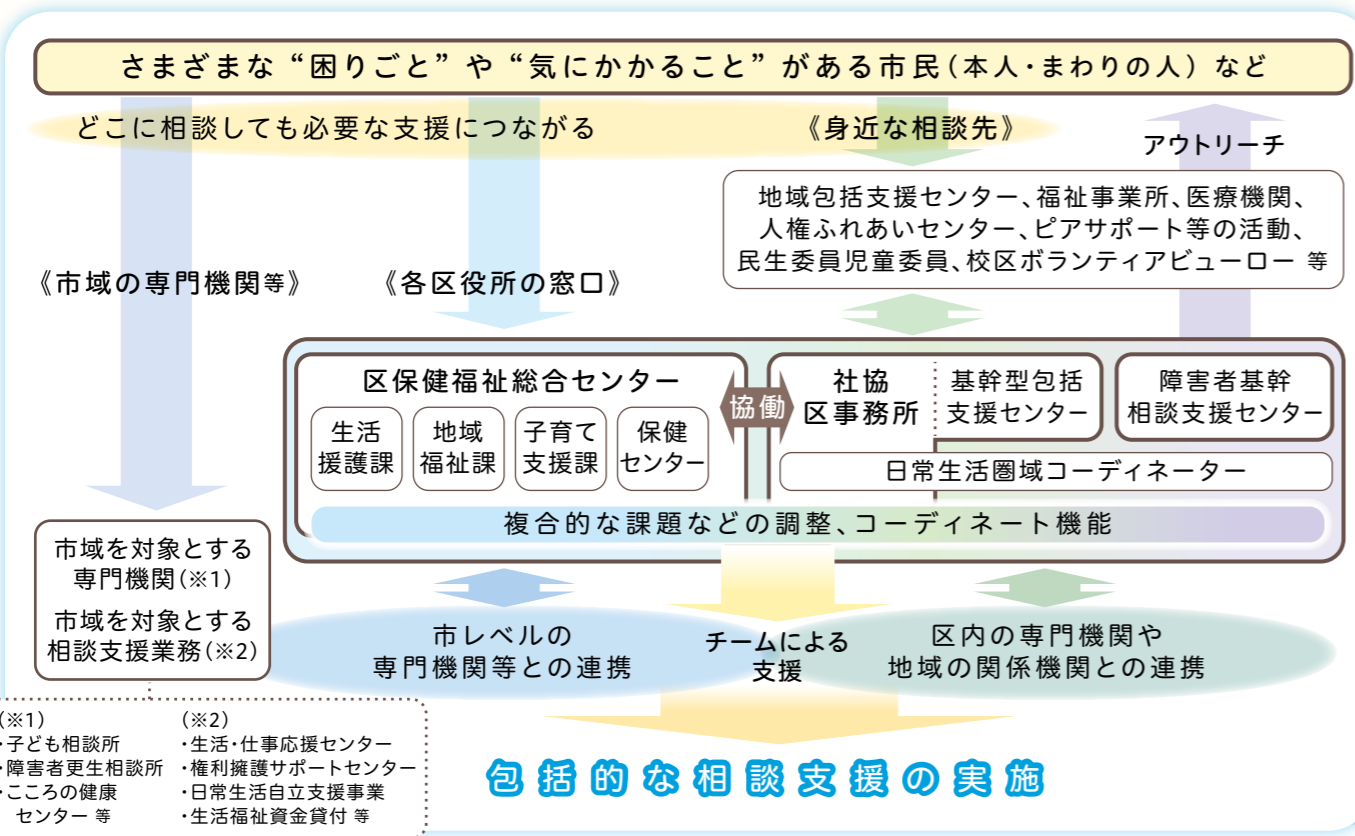 さまざまな“困りごと”や“気にかかること”がある市民(本人・まわりの人)など
どこに相談しても必要な支援につながる
《身近な相談先》
アウトリーチ
地域包括支援センター、福祉事業所、医療機関、
人権ふれあいセンター、ピアサポート等の活動、
民生委員児童委員、校区ボランティアビューロー 等
《市域の専門機関等》
《各区役所の窓口》
区保健福祉総合センター
生活
援護課
地域
福祉課
子育て
支援課
保健
センター
協働
社協
区事務所
基幹型包括
支援センター
障害者基幹
相談支援センター
日常生活圏域コーディネーター
複合的な課題などの調整、コーディネート機能
市域を対象とする
専門機関(※1)
市域を対象とする
相談支援業務(※2)
市レベルの
専門機関等との連携
チームによる
支援
区内の専門機関や
地域の関係機関との連携
(※1)
・子ども相談所
・障害者更生相談所
・こころの健康
センター 等
(※2)
・生活・仕事応援センター
・権利擁護サポートセンター
・日常生活自立支援事業
・生活福祉資金貸付 等
包括的な相談支援の実施